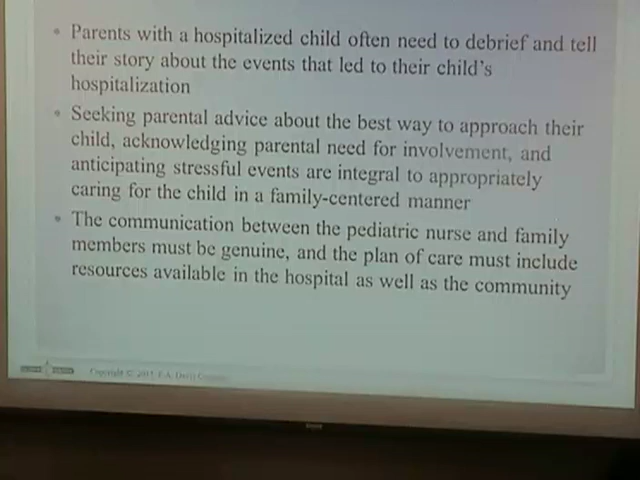 • Parents with a hospitalized child often need to debrief and tell
their story about the events that led to their child's
hospitalization
• Seeking parental advice about the best way to approach their
child, acknowledging parental need for involvement, and
anticipating stressful events are integral to appropriately
caring for the child in a family-centered manner
• The communication between the pediatric nurse and family
members must be genuine, and the plan of care must include
resources available in the hospital as well as the community
Copyright © F.A. Davis Company